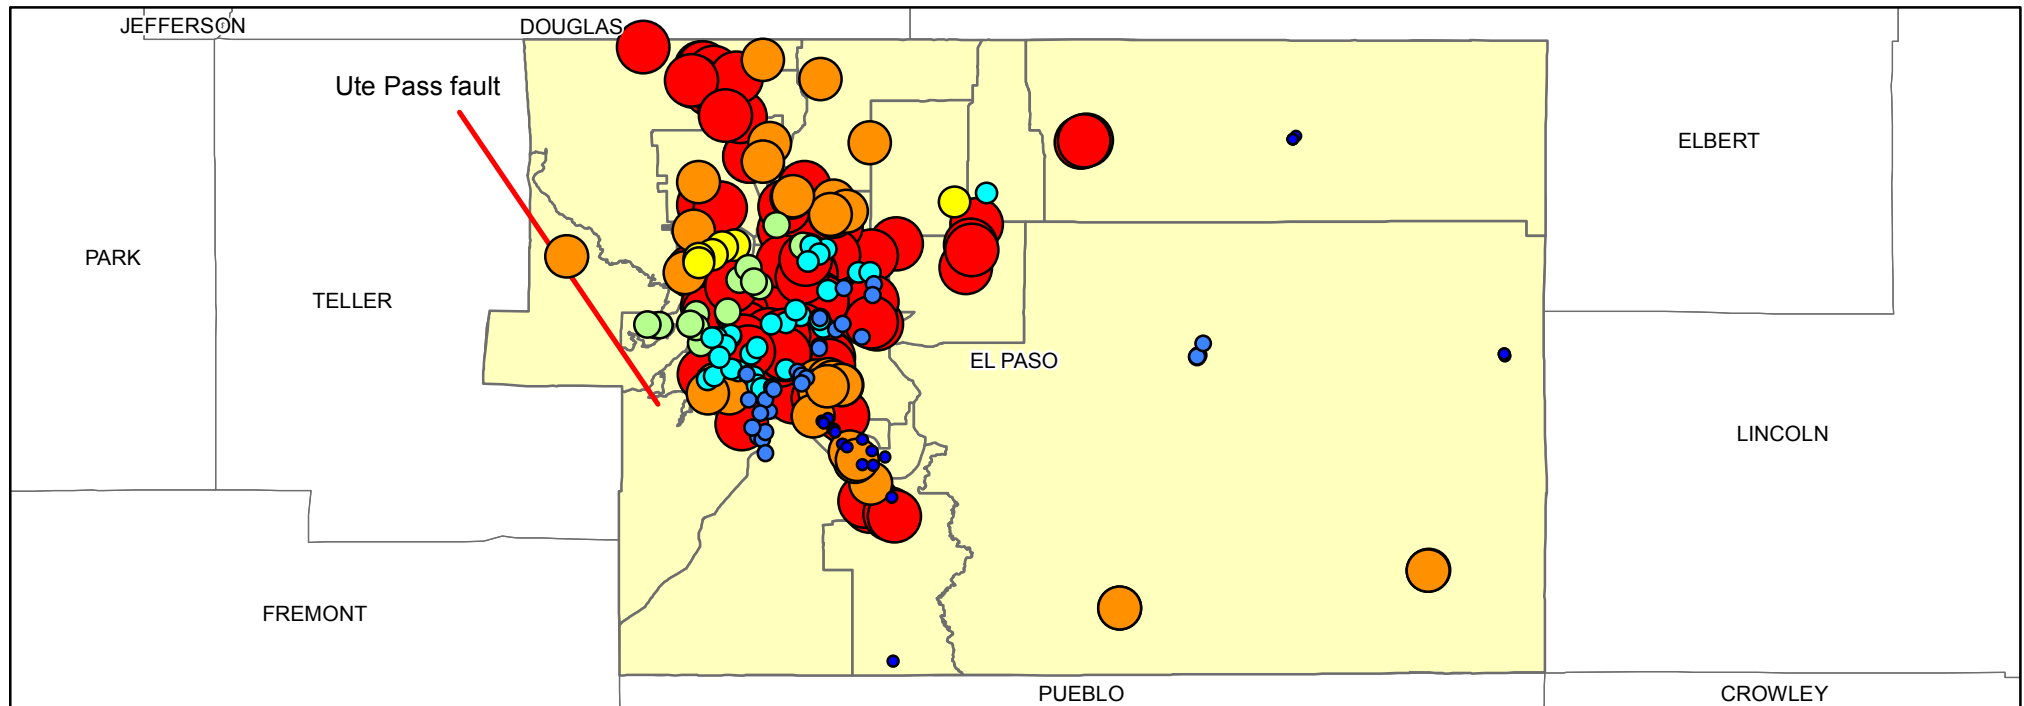 JEFFERSON
DOUGLAS
Ute Pass fault
ELBERT
PARK
TELLER
EL PASO
LINCOLN
FREMONT
PUEBLO
CROWLEY